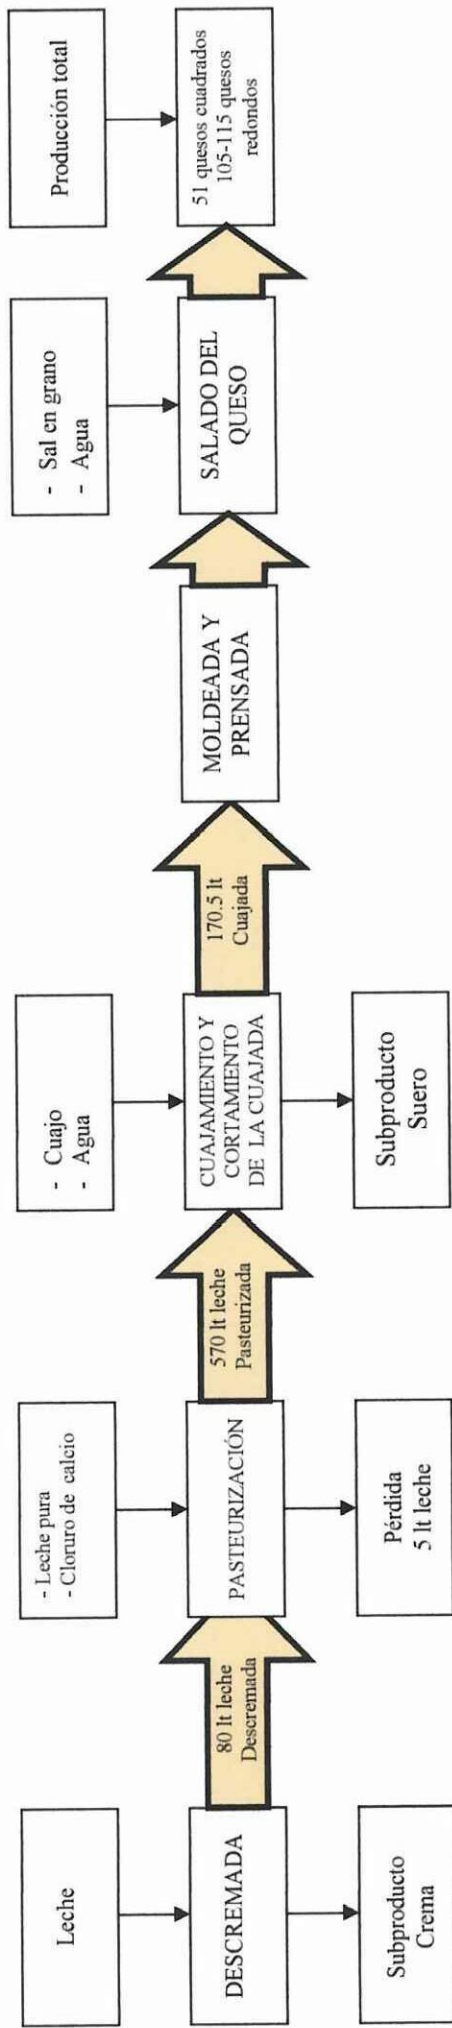 Leche
DESCREMADA
Subproducto
Crema
80 lt leche
Descremada
- Leche pura
- Cloruro de calcio
PASTEURIZACIÓN
Pérdida
5 lt leche
570 lt leche
Pasteurizada
- Cuajo
- Agua
CUAJAMIENTO Y
CORTAMIENTO
DE LA CUAJADA
Subproducto
Suero
170.5 lt
Cuajada
MOLDEADA Y
PRENSADA
- Sal en grano
- Agua
SALADO DEL
QUESO
Producción total
51 quesos cuadrados
105-115 quesos
redondos